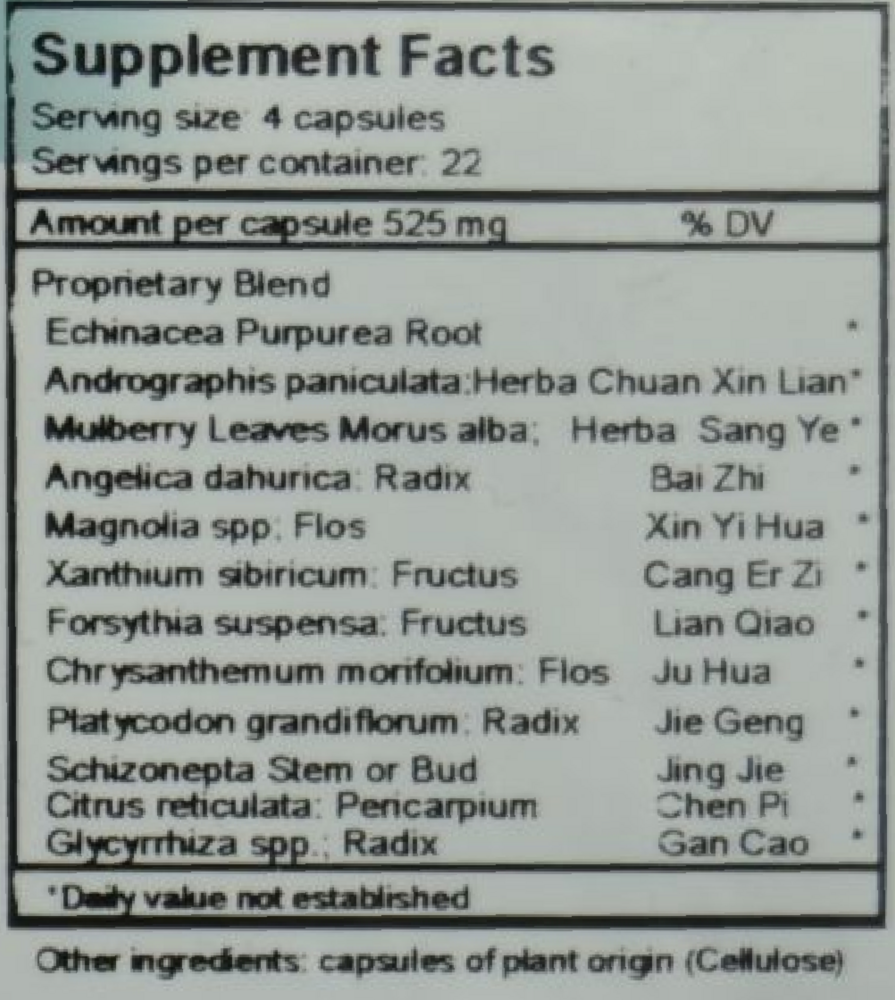 Supplement Facts
Serving size: 4 capsules
Servings per container: 22
Amount per capsule 525 mg % DV
Proprietary Blend
Echinacea Purpurea Root *
Andrographis paniculata:Herba Chuan Xin Lian*
Mulberry Leaves Morus alba; Herba Sang Ye *
Angelica dahurica: Radix Bai Zhi *
Magnolia spp: Flos Xin Yi Hua *
Xanthium sibiricum: Fructus Cang Er Zi *
Forsythia suspensa: Fructus Lian Qiao *
Chrysanthemum morifolium: Flos Ju Hua *
Platycodon grandiflorum: Radix Jie Geng *
Schizonepta Stem or Bud Jing Jie *
Citrus reticulata: Pericarpium Chen Pi *
Glycyrrhiza spp.; Radix Gan Cao *
*Daily value not established
Other ingredients: capsules of plant origin (Cellulose)